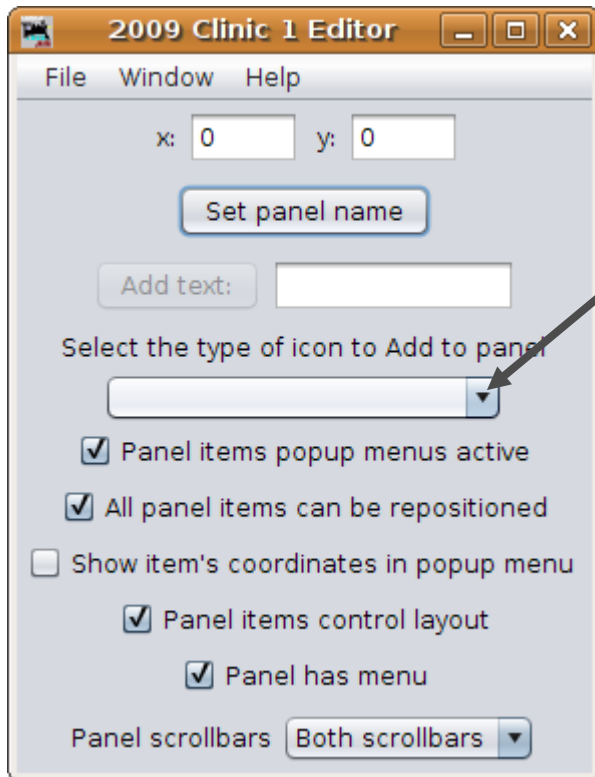 2009 Clinic 1 Editor
File Window Help
x: 0 y: 0
Set panel name
Add text:
Select the type of icon to Add to panel
Panel items popup menus active
All panel items can be repositioned
Show item's coordinates in popup menu
Panel items control layout
Panel has menu
Panel scrollbars Both scrollbars